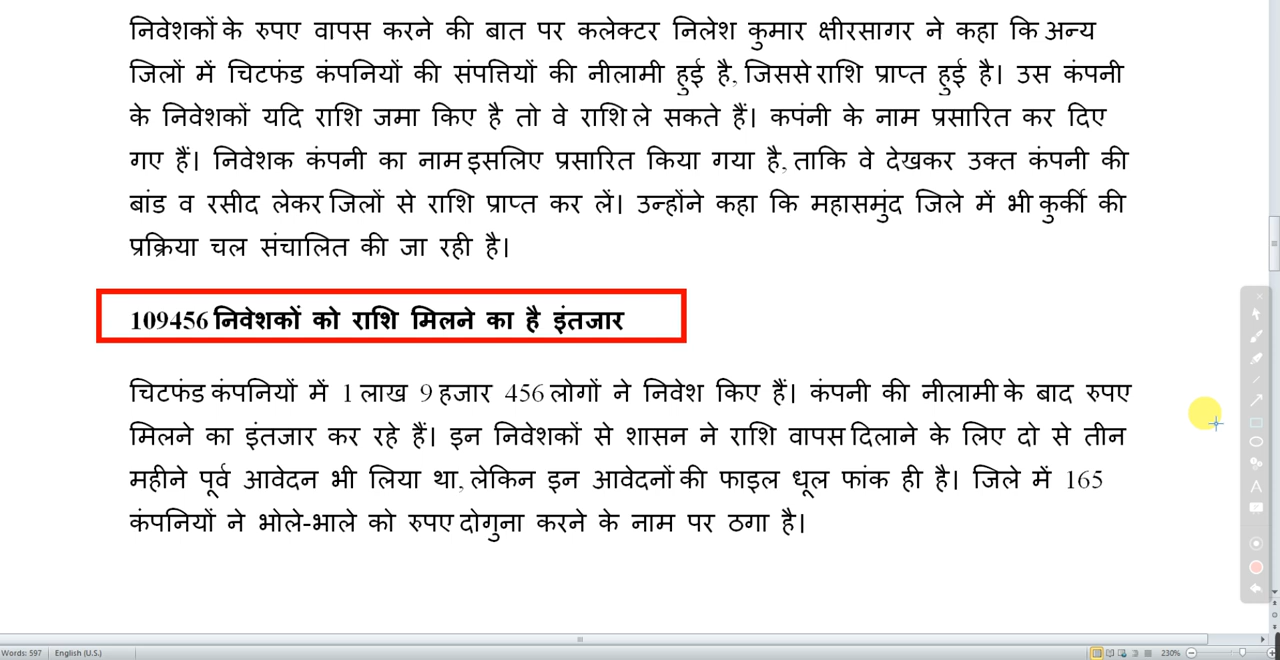 निवेशकों के रुपए वापस करने की बात पर कलेक्टर निलेश कुमार क्षीरसागर ने कहा कि अन्य
जिलों में चिटफंड कंपनियों की संपत्तियों की नीलामी हुई है, जिससे राशि प्राप्त हुई है। उस कंपनी
के निवेशकों यदि राशि जमा किए है तो वे राशि ले सकते हैं। कपंनी के नाम प्रसारित कर दिए
गए हैं। निवेशक कंपनी का नाम इसलिए प्रसारित किया गया है, ताकि वे देखकर उक्त कंपनी की
बांड व रसीद लेकर जिलों से राशि प्राप्त कर लें। उन्होंने कहा कि महासमुंद जिले में भी कुर्की की
प्रक्रिया चल संचालित की जा रही है।
109456 निवेशकों को राशि मिलने का है इंतजार
चिटफंड कंपनियों में 1 लाख 9 हजार 456 लोगों ने निवेश किए हैं। कंपनी की नीलामी के बाद रुपए
मिलने का इंतजार कर रहे हैं। इन निवेशकों से शासन ने राशि वापस दिलाने के लिए दो से तीन
महीने पूर्व आवेदन भी लिया था, लेकिन इन आवेदनों की फाइल धूल फांक ही है। जिले में 165
कंपनियों ने भोले-भाले को रुपए दोगुना करने के नाम पर ठगा है।
Words: 597 English (U.S.) 230%